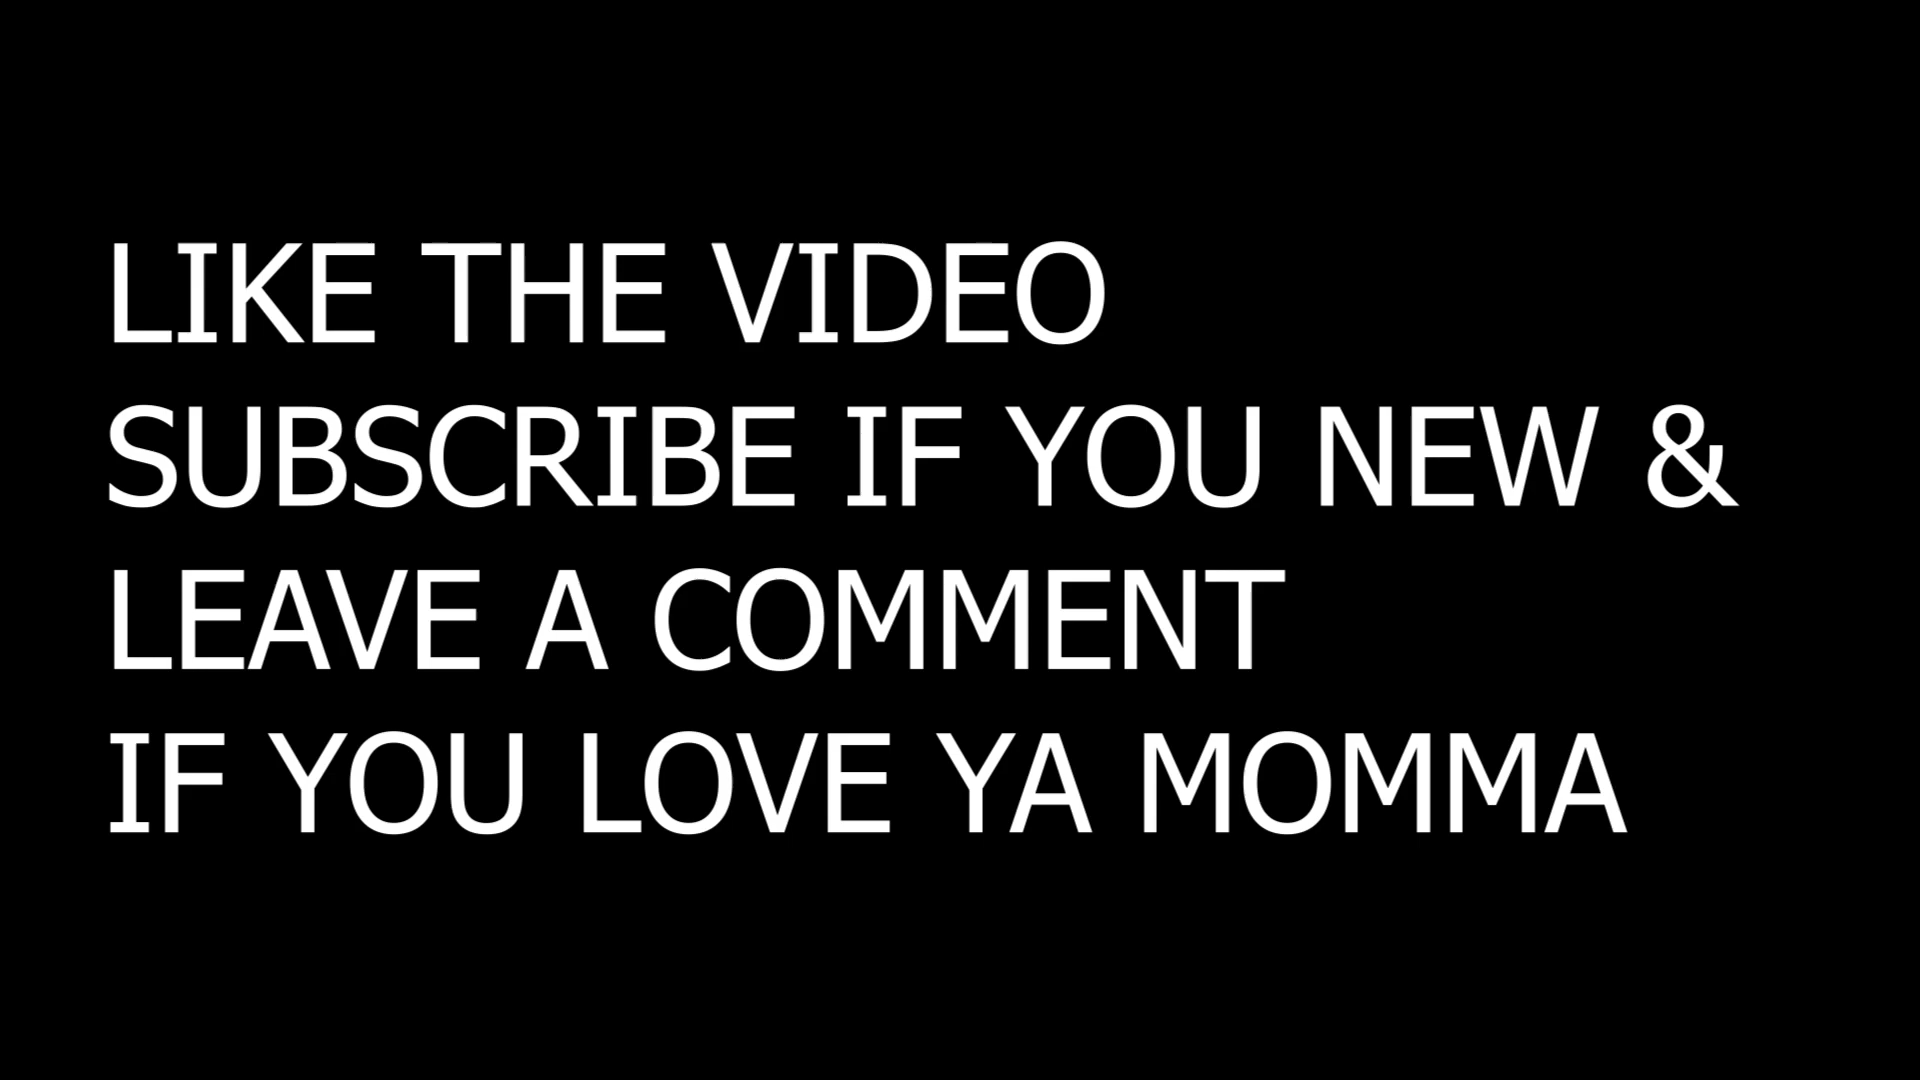 LIKE THE VIDEO
SUBSCRIBE IF YOU NEW &
LEAVE A COMMENT
IF YOU LOVE YA MOMMA